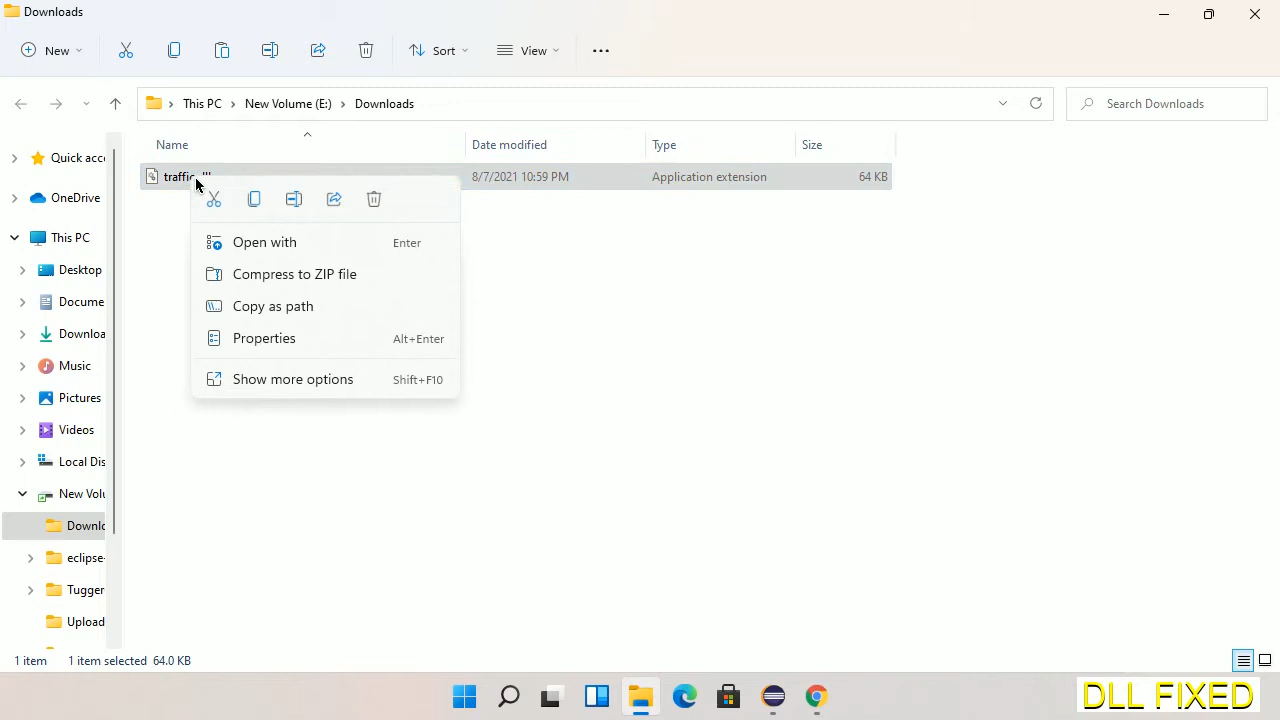 Downloads
New
Sort
View
This PC
New Volume (E:)
Downloads
Search Downloads
Name
Date modified
Type
Size
8/7/2021 10:59 PM
Application extension
64 KB
Quick acc
OneDrive
This PC
Desktop
Docume
Downloa
Music
Pictures
Videos
Local Dis
New Volu
Downlo
eclipse-
Tugger
Upload
Open with
Enter
Compress to ZIP file
Copy as path
Properties
Alt+Enter
Show more options
Shift+F10
1 item
1 item selected
64.0 KB
DLL FIXED